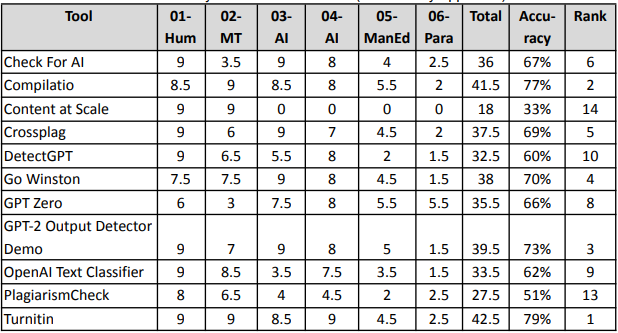 Tool 01-Hum 02-MT 03-AI 04-AI 05-ManEd 06-Para Total Accu-racy Rank
Check For AI 9 3.5 9 8 4 2.5 36 67% 6
Compilatio 8.5 9 8.5 8 5.5 2 41.5 77% 2
Content at Scale 9 9 0 0 0 0 18 33% 14
Crossplag 9 6 9 7 4.5 2 37.5 69% 5
DetectGPT 9 6.5 5.5 8 2 1.5 32.5 60% 10
Go Winston 7.5 7.5 9 8 4.5 1.5 38 70% 4
GPT Zero 6 3 7.5 8 5.5 5.5 35.5 66% 8
GPT-2 Output Detector
Demo 9 7 9 8 5 1.5 39.5 73% 3
OpenAI Text Classifier 9 8.5 3.5 7.5 3.5 1.5 33.5 62% 9
PlagiarismCheck 8 6.5 4 4.5 2 2.5 27.5 51% 13
Turnitin 9 9 8.5 9 4.5 2.5 42.5 79% 1